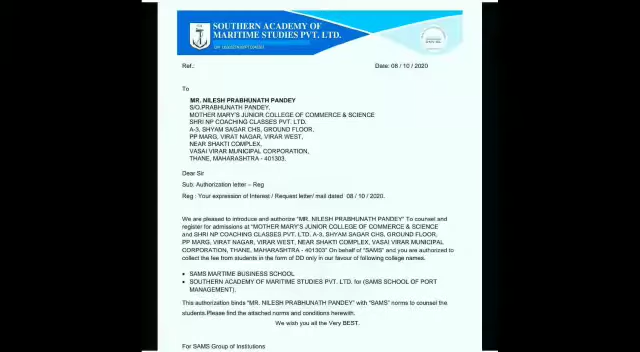 SOUTHERN ACADEMY OF
MARITIME STUDIES PVT. LTD.
Ref.:
Date: 08 / 10 / 2020
To
MR. NILESH PRABHUNATH PANDEY
S/O.PRABHUNATH PANDEY,
MOTHER MARY'S JUNIOR COLLEGE OF COMMERCE & SCIENCE
SHRI NP COACHING CLASSES PVT. LTD.
A-3, SHYAM SAGAR CHS, GROUND FLOOR,
PP MARG, VIRAT NAGAR, VIRAR WEST,
NEAR SHAKTI COMPLEX,
VASAI VIRAR MUNICIPAL CORPORATION,
THANE, MAHARASHTRA - 401303.
Dear Sir
Sub: Authorization letter – Reg
Reg : Your expression of Interest / Request letter/ mail dated 08 / 10 / 2020.
We are pleased to introduce and authorize "MR. NILESH PRABHUNATH PANDEY" To counsel and
register for admissions at "MOTHER MARY'S JUNIOR COLLEGE OF COMMERCE & SCIENCE
and SHRI NP COACHING CLASSES PVT. LTD. A-3, SHYAM SAGAR CHS, GROUND FLOOR,
PP MARG, VIRAT NAGAR, VIRAR WEST, NEAR SHAKTI COMPLEX, VASAI VIRAR MUNICIPAL
CORPORATION, THANE, MAHARASHTRA - 401303" On behalf of "SAMS" and you are authorized to
collect the fee from students in the form of DD only in our favour of following college names.
• SAMS MARTIME BUSINESS SCHOOL
• SOUTHERN ACADEMY OF MARITIME STUDIES PVT. LTD. for (SAMS SCHOOL OF PORT
MANAGEMENT).
This authorization binds "MR. NILESH PRABHUNATH PANDEY" with "SAMS" norms to counsel the
students.Please find the attached norms and conditions herewith.
We wish you all the Very BEST.
For SAMS Group of Institutions